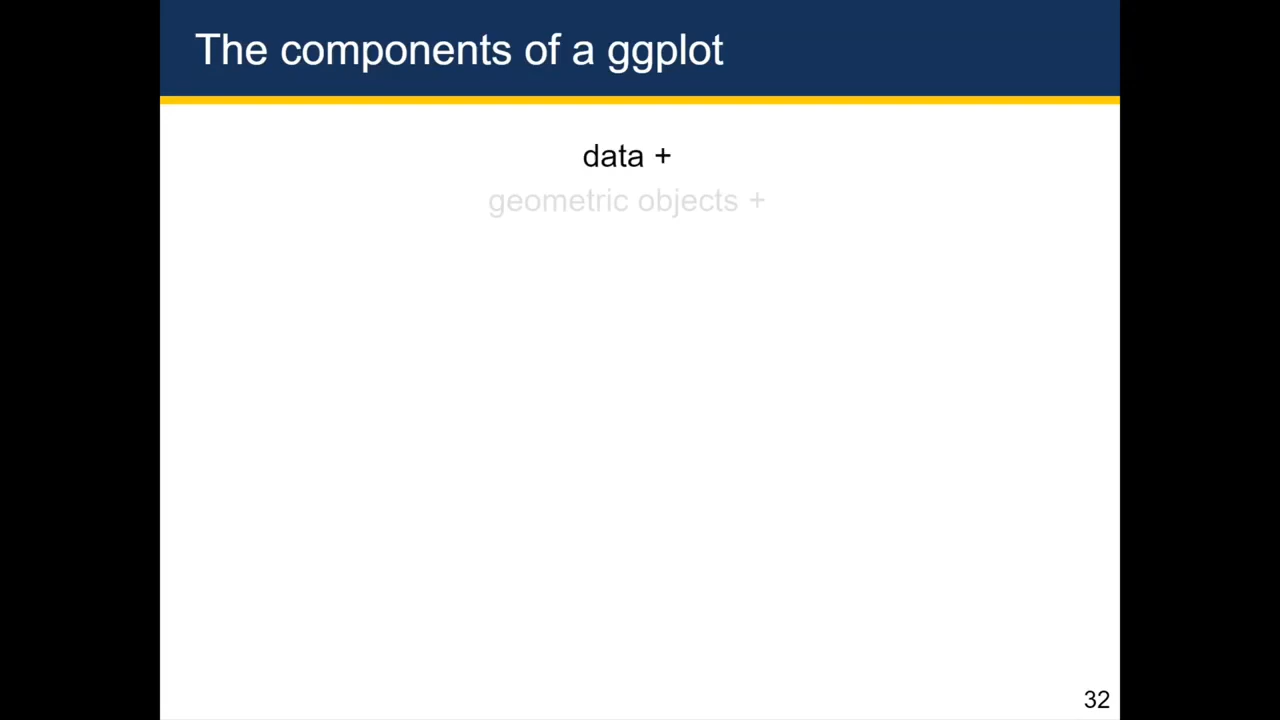 The components of a ggplot
data +
geometric objects +
32